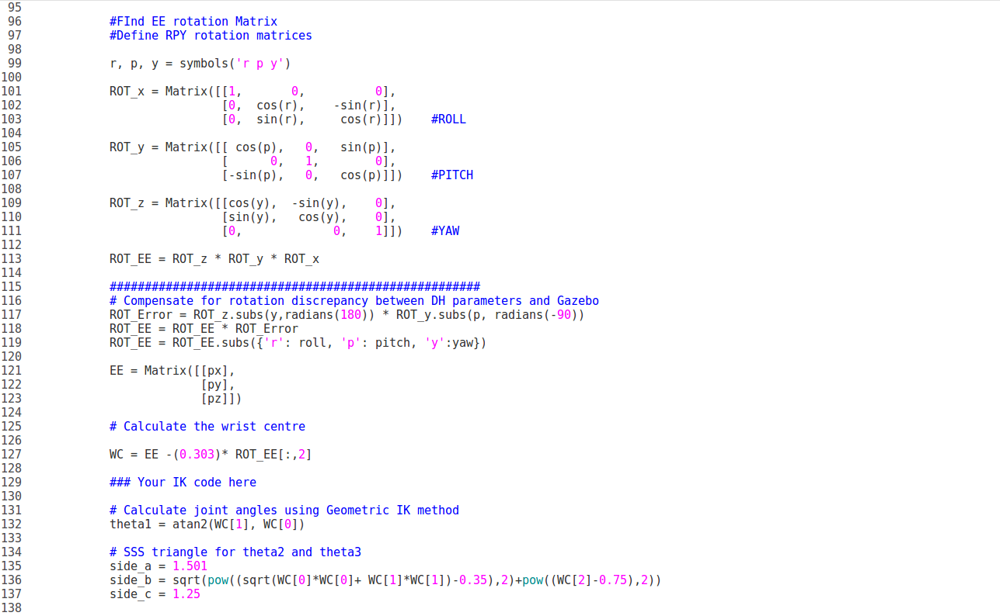 95
96 #FInd EE rotation Matrix
97 #Define RPY rotation matrices
98
99 r, p, y = symbols('r p y')
100
101 ROT_x = Matrix([[1, 0, 0],
102 [0, cos(r), -sin(r)],
103 [0, sin(r), cos(r)]]) #ROLL
104
105 ROT_y = Matrix([[ cos(p), 0, sin(p)],
106 [ 0, 1, 0],
107 [-sin(p), 0, cos(p)]]) #PITCH
108
109 ROT_z = Matrix([[cos(y), -sin(y), 0],
110 [sin(y), cos(y), 0],
111 [0, 0, 1]]) #YAW
112
113 ROT_EE = ROT_z * ROT_y * ROT_x
114
115 #####################################################
116 # Compensate for rotation discrepancy between DH parameters and Gazebo
117 ROT_Error = ROT_z.subs(y,radians(180)) * ROT_y.subs(p, radians(-90))
118 ROT_EE = ROT_EE * ROT_Error
119 ROT_EE = ROT_EE.subs({'r': roll, 'p': pitch, 'y':yaw})
120
121 EE = Matrix([[px],
122 [py],
123 [pz]])
124
125 # Calculate the wrist centre
126
127 WC = EE -(0.303)* ROT_EE[:,2]
128
129 ### Your IK code here
130
131 # Calculate joint angles using Geometric IK method
132 theta1 = atan2(WC[1], WC[0])
133
134 # SSS triangle for theta2 and theta3
135 side_a = 1.501
136 side_b = sqrt(pow((sqrt(WC[0]*WC[0]+ WC[1]*WC[1])-0.35),2)+pow((WC[2]-0.75),2))
137 side_c = 1.25
138